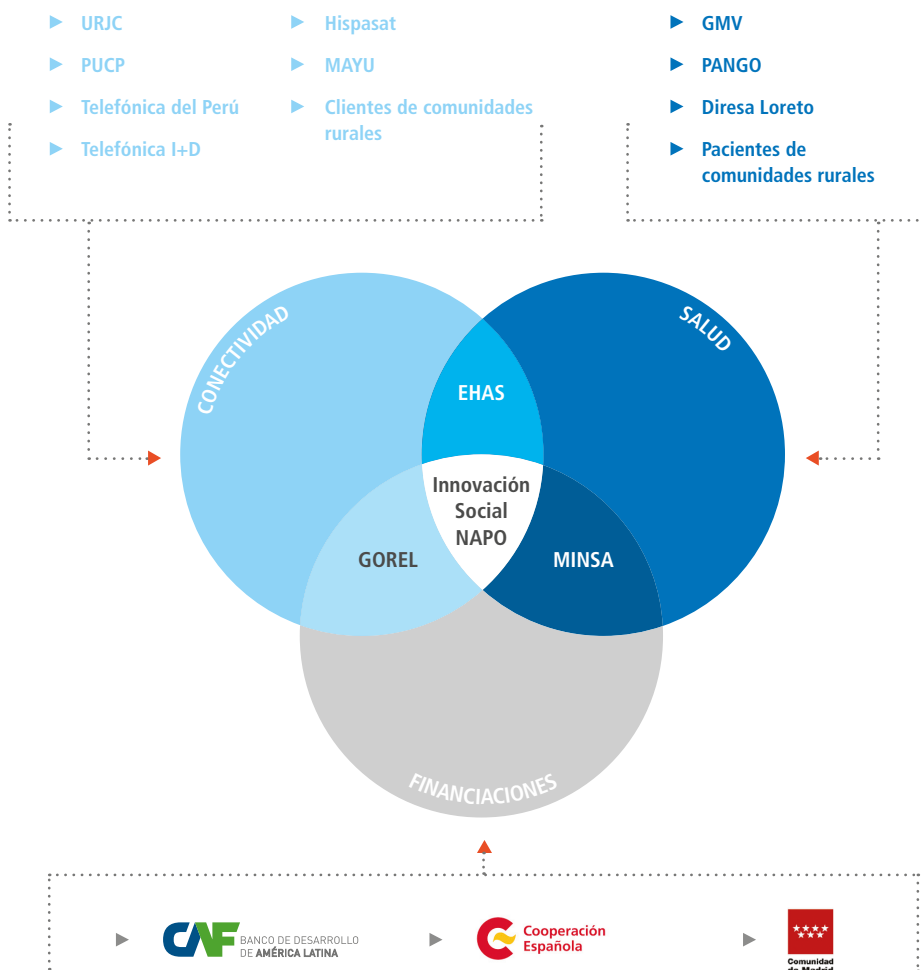 URJC
PUCP
Telefónica del Perú
Telefónica I+D
Hispasat
MAYU
Clientes de comunidades
rurales
GMV
PANGO
Diresa Loreto
Pacientes de
comunidades rurales
CONECTIVIDAD
SALUD
EHAS
Innovación
Social
NAPO
GOREL
MINSA
FINANCIACIONES
CAF
BANCO DE DESARROLLO
DE AMÉRICA LATINA
Cooperación
Española
Comunidad
de Madrid